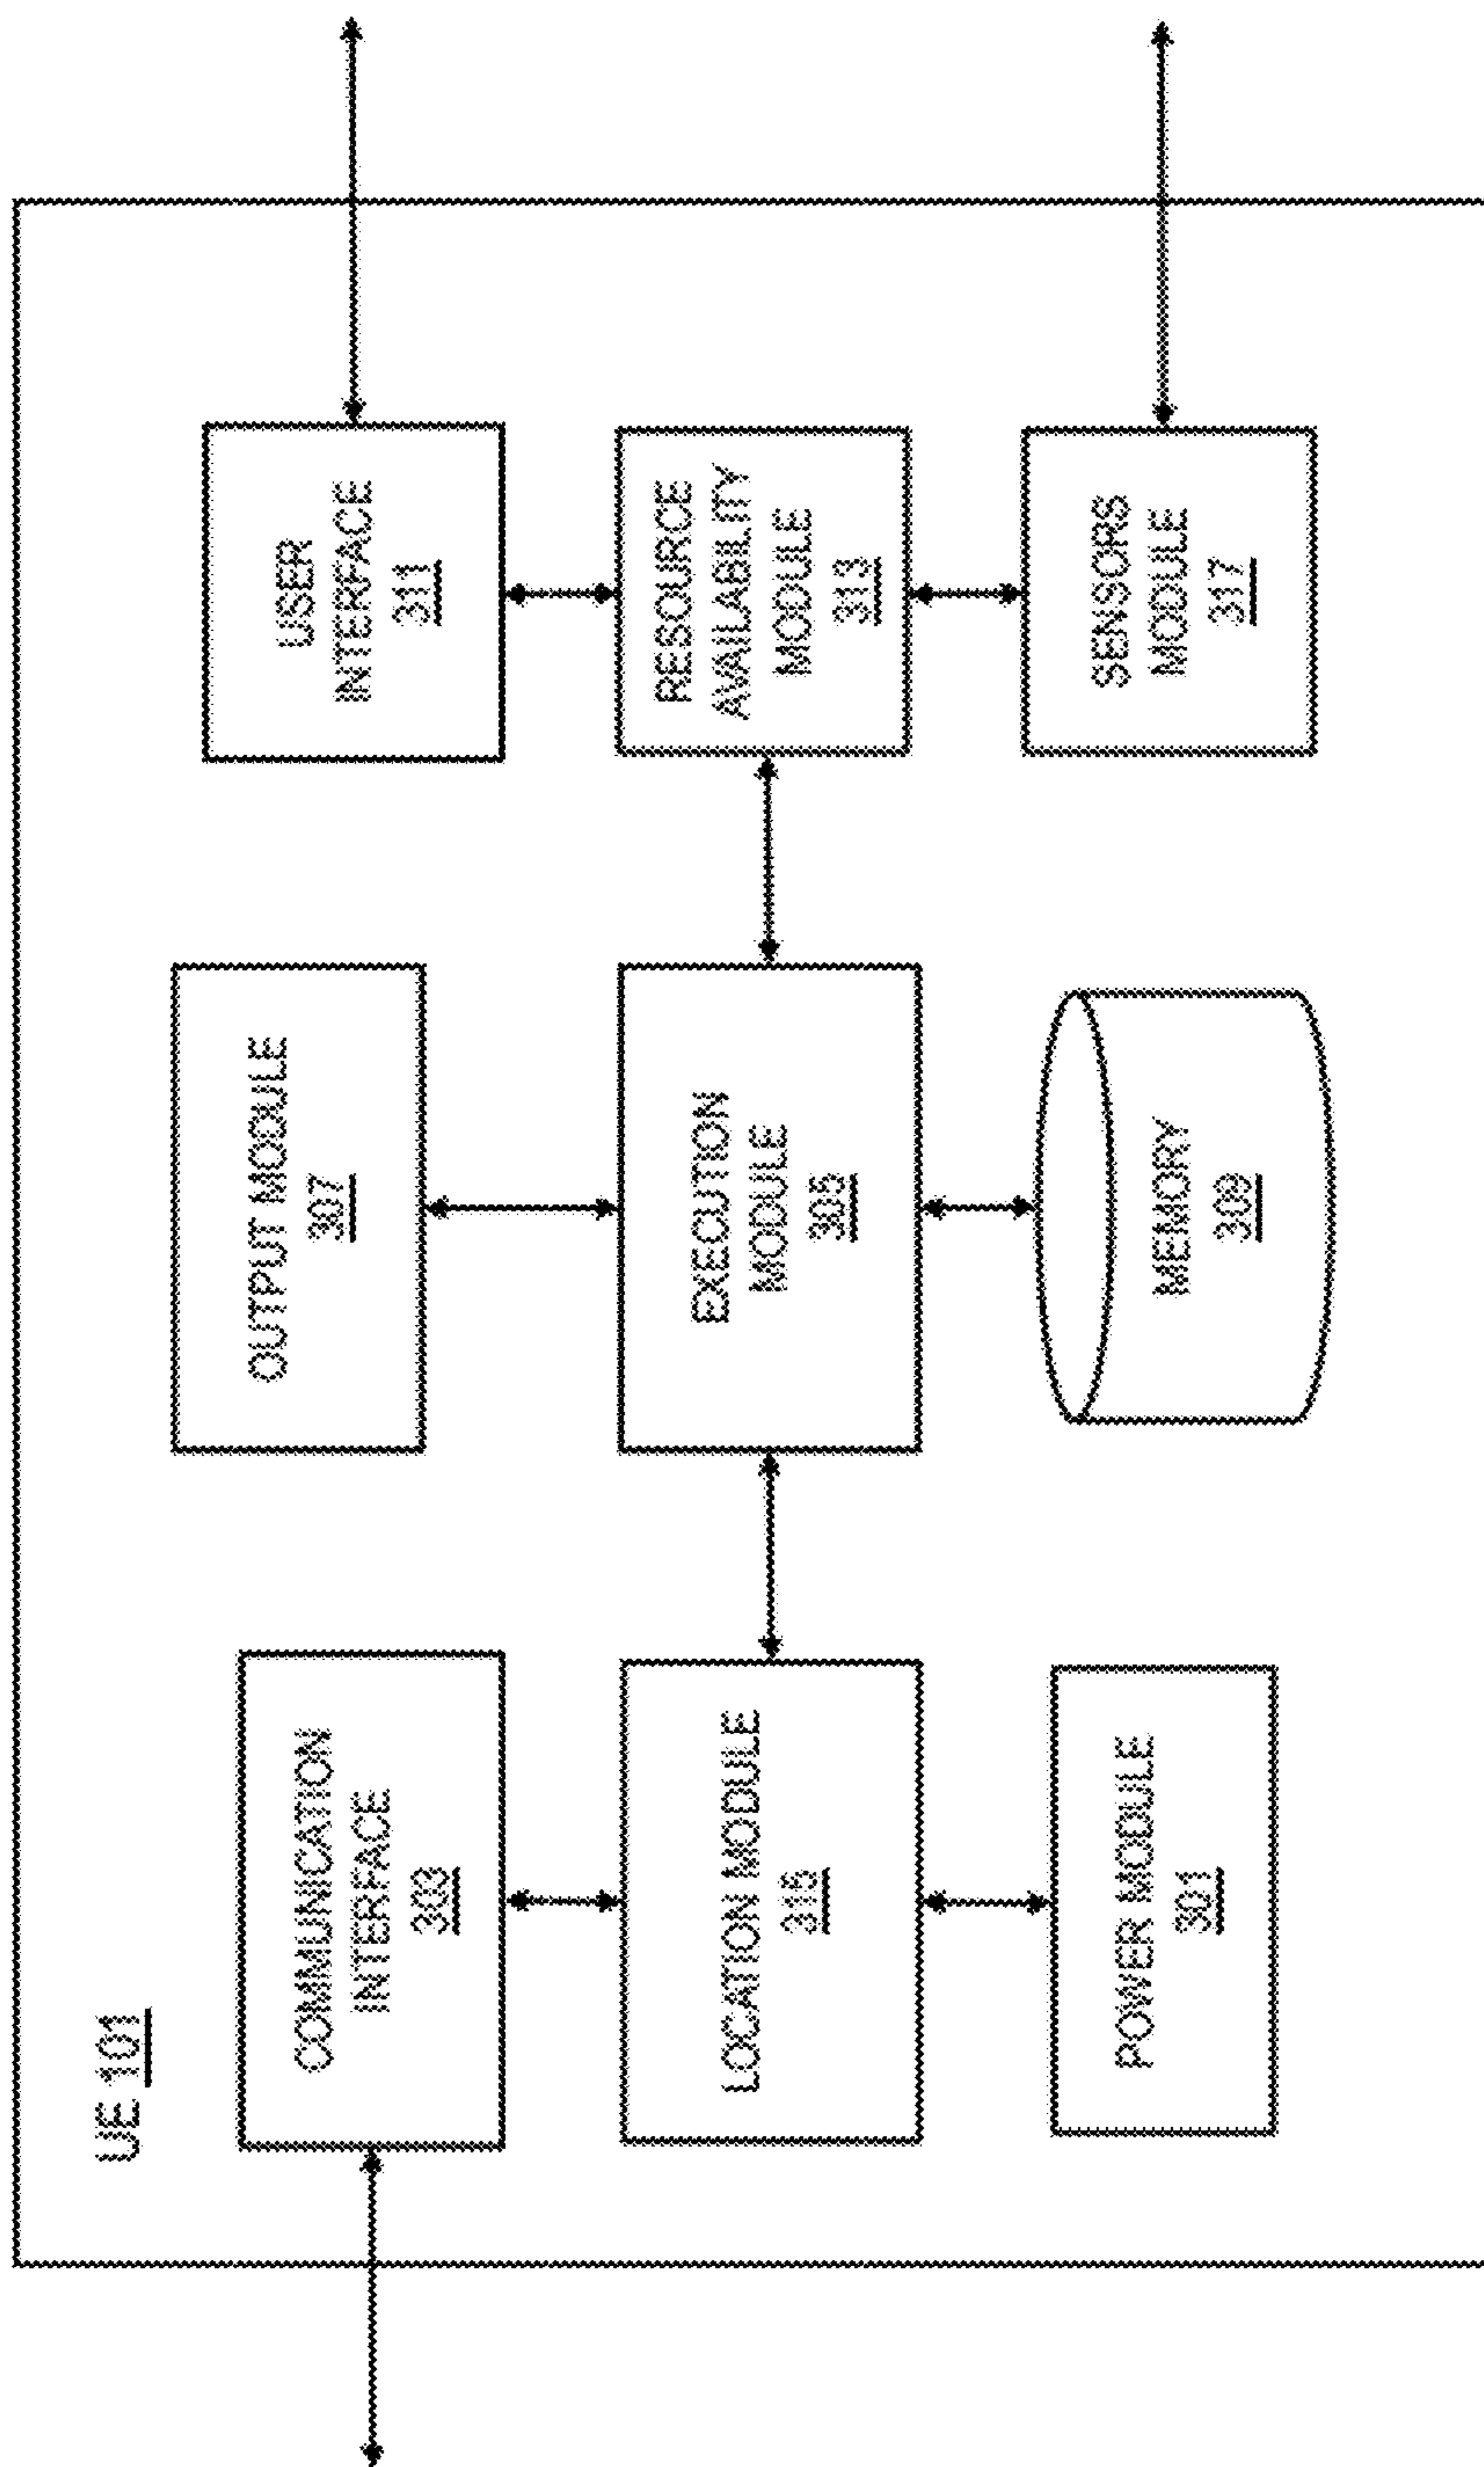 UE 101
COMMUNICATION
INTERFACE
303
OUTPUT MODULE
307
USER
INTERFACE
311
LOCATION MODULE
315
EXECUTION
MODULE
305
RESOURCE
AVAILABILITY
MODULE
313
POWER MODULE
301
MEMORY
309
SENSORS
MODULE
317